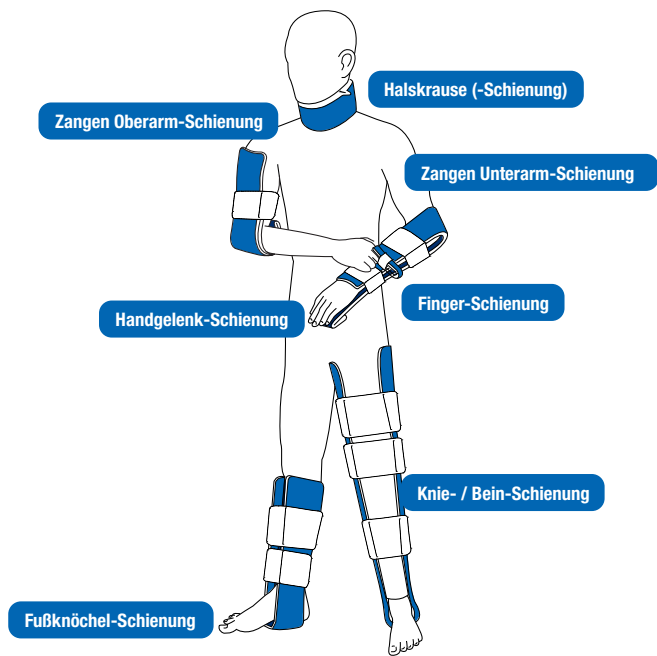 Halskrause (-Schienung)
Zangen Oberarm-Schienung
Zangen Unterarm-Schienung
Finger-Schienung
Handgelenk-Schienung
Knie- / Bein-Schienung
Fußknöchel-Schienung